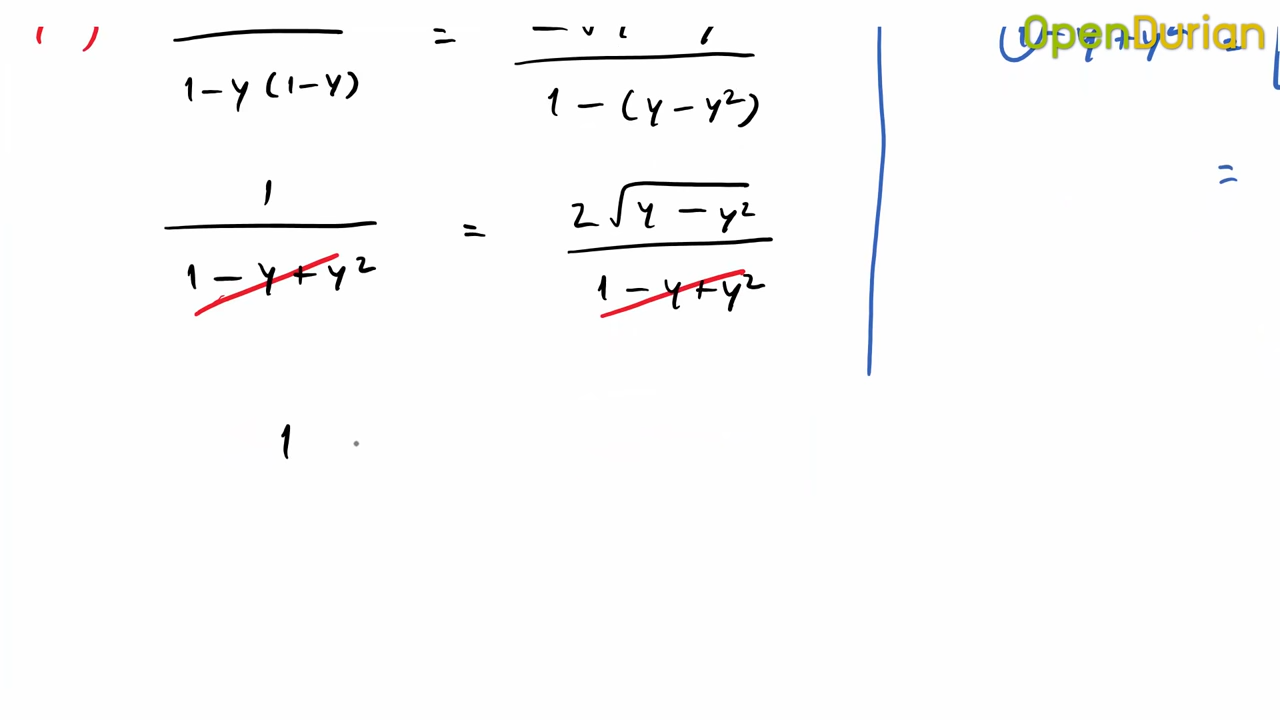 OpenDurian
1-y(1-y) = 1-(y-y²)
1/(1-y+y²) = 2√(y-y²)/(1-y+y²)
=
1